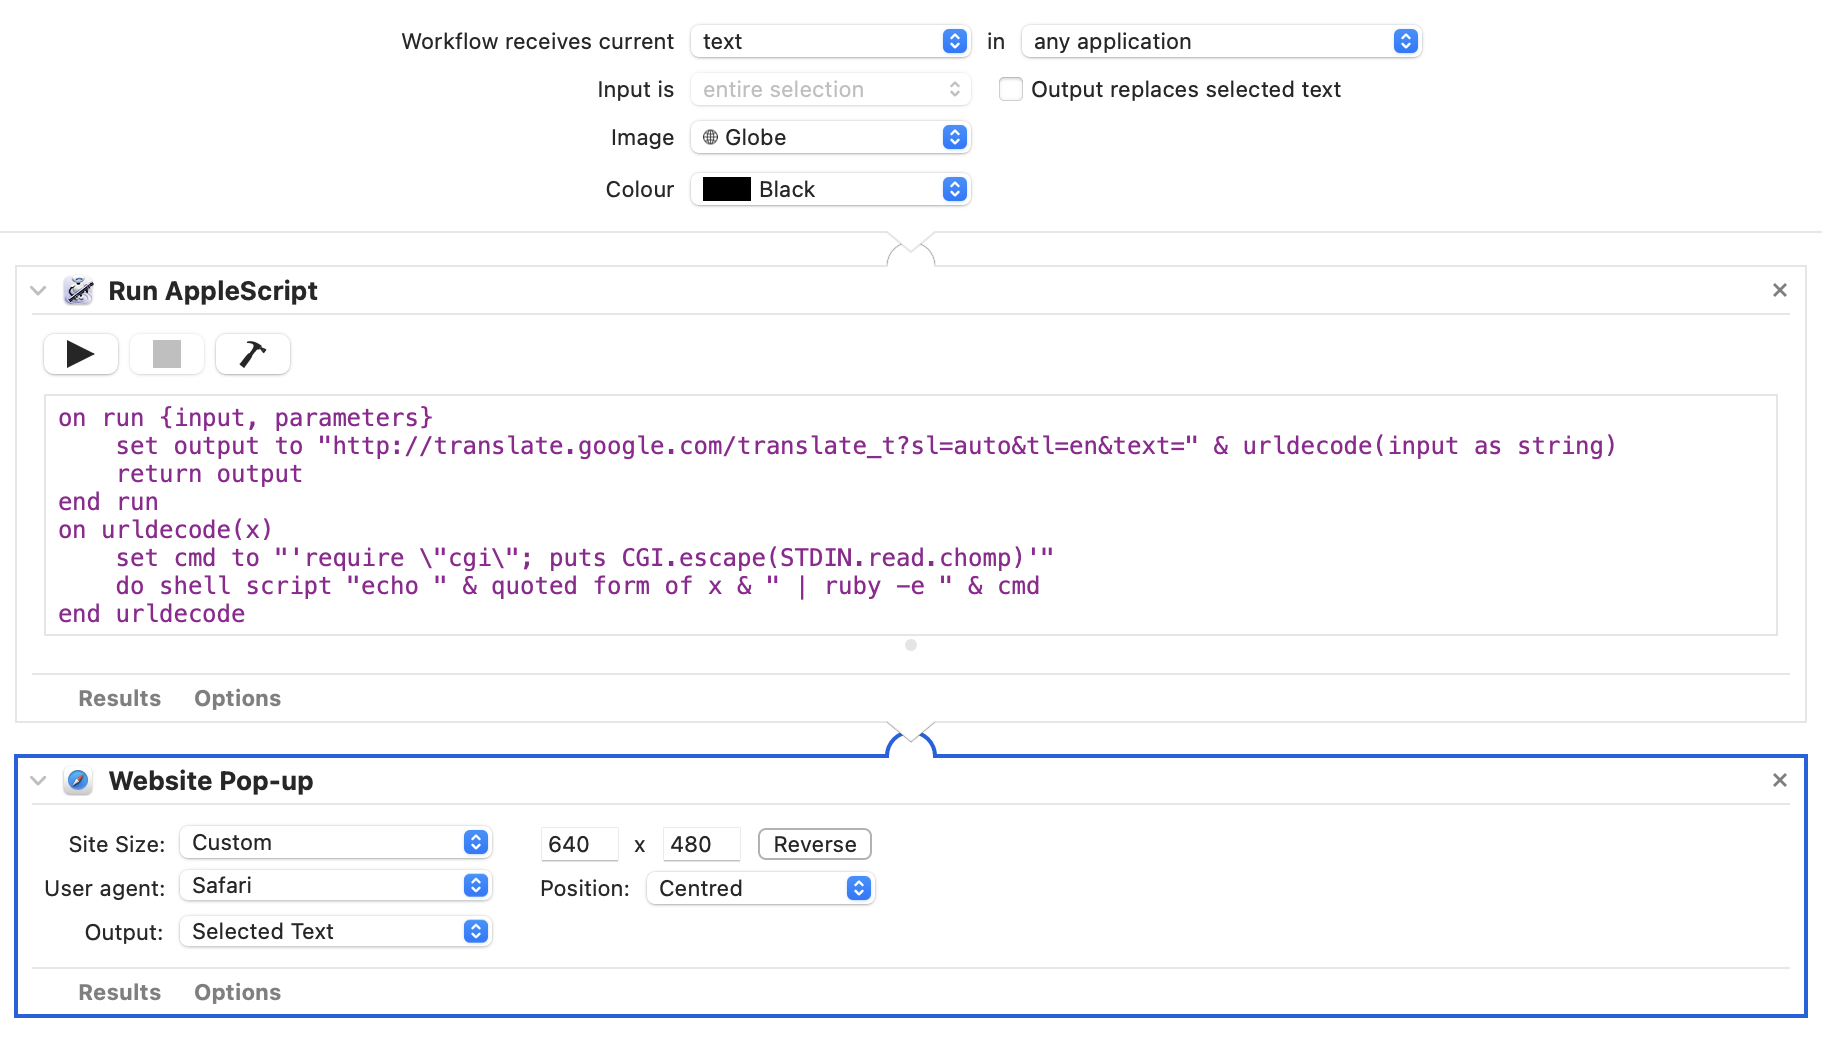 Workflow receives current text in any application
Input is entire selection Output replaces selected text
Image Globe
Colour Black
Run AppleScript
on run {input, parameters}
set output to "http://translate.google.com/translate_t?sl=auto&tl=en&text=" & urldecode(input as string)
return output
end run
on urldecode(x)
set cmd to "'require \"cgi\"; puts CGI.escape(STDIN.read.chomp)'"
do shell script "echo " & quoted form of x & " | ruby -e " & cmd
end urldecode
Results Options
Website Pop-up
Site Size: Custom 640 x 480 Reverse
User agent: Safari Position: Centred
Output: Selected Text
Results Options